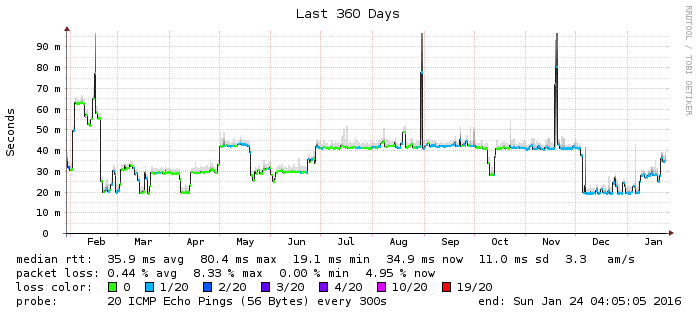 Last 360 Days
RRDTOOL / TOBI OETIKER
Seconds
90 m
80 m
70 m
60 m
50 m
40 m
30 m
20 m
10 m
0
Feb Mar Apr May Jun Jul Aug Sep Oct Nov Dec Jan
median rtt: 35.9 ms avg 80.4 ms max 19.1 ms min 34.9 ms now 11.0 ms sd 3.3 am/s
packet loss: 0.44 % avg 8.33 % max 0.00 % min 4.95 % now
loss color: 0 1/20 2/20 3/20 4/20 10/20 19/20
probe: 20 ICMP Echo Pings (56 Bytes) every 300s end: Sun Jan 24 04:05:05 2016